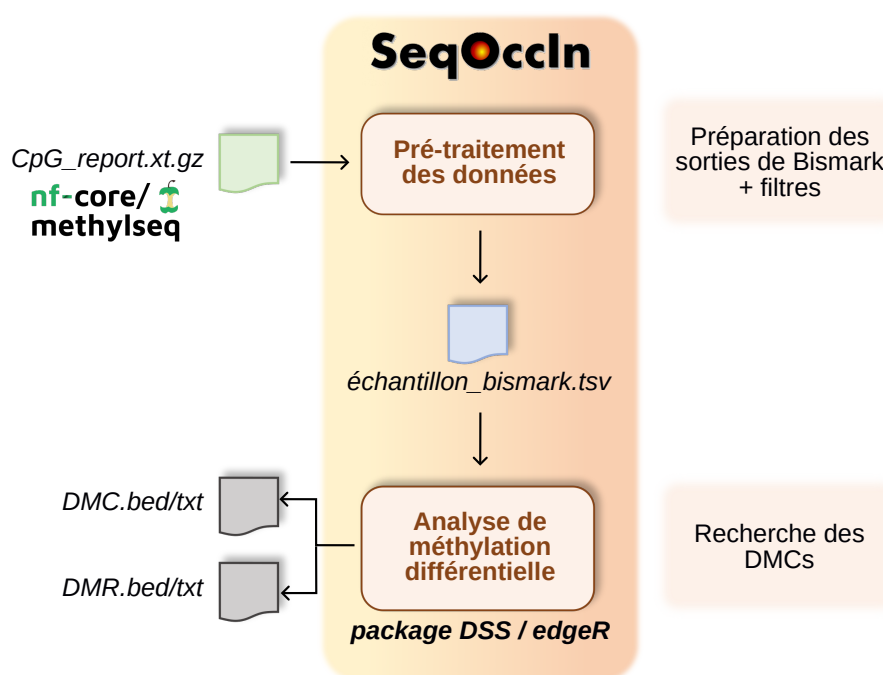 SeqOccIn
CpG_report.xt.gz
nf-core/
methylseq
Pré-traitement
des données
Préparation des
sorties de Bismark
+ filtres
échantillon_bismark.tsv
DMC.bed/txt
DMR.bed/txt
Analyse de
méthylation
différentielle
package DSS / edgeR
Recherche des
DMCs